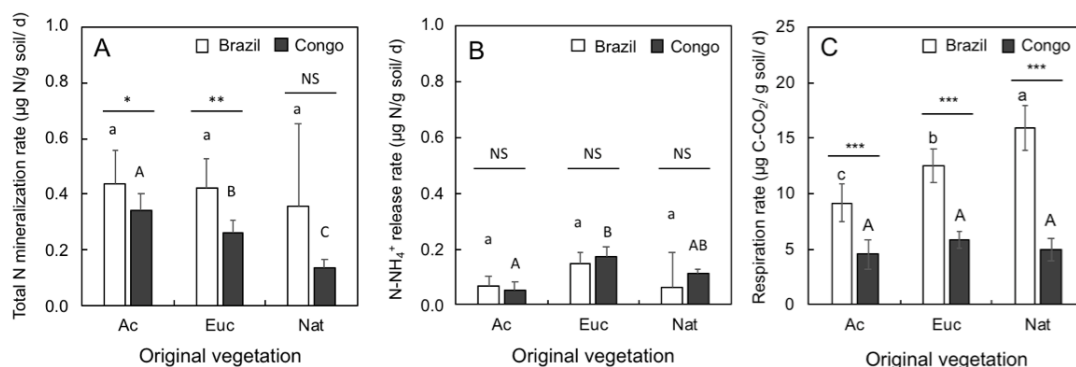 A
Brazil Congo
Total N mineralization rate (µg N/g soil/ d)
1.0
0.8
0.6
0.4
0.2
0.0
* ** NS
a A a B a C
Ac Euc Nat
Original vegetation
B
Brazil Congo
N-NH₄⁺ release rate (µg N/g soil/ d)
1.0
0.8
0.6
0.4
0.2
0.0
NS NS NS
a A a B a AB
Ac Euc Nat
Original vegetation
C
Brazil Congo
Respiration rate (µg C-CO₂/ g soil/ d)
25
20
15
10
5
0
*** *** ***
c A b A a A
Ac Euc Nat
Original vegetation